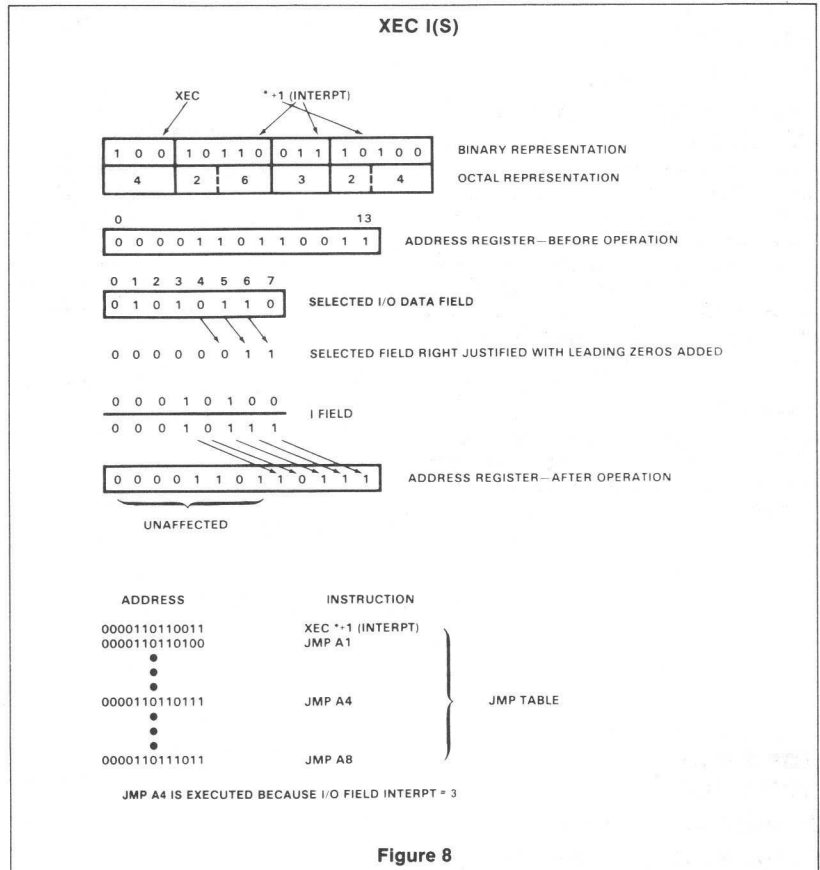 XEC I(S)
XEC *+1 (INTERPT)
1 0 0 1 0 1 1 0 0 1 1 1 0 1 0 0 BINARY REPRESENTATION
4 2 6 3 2 4 OCTAL REPRESENTATION
0 13
0 0 0 0 1 1 0 1 1 0 0 1 1 ADDRESS REGISTER—BEFORE OPERATION
0 1 2 3 4 5 6 7
0 1 0 1 0 1 1 0 SELECTED I/O DATA FIELD
0 0 0 0 0 0 1 1 SELECTED FIELD RIGHT JUSTIFIED WITH LEADING ZEROS ADDED
0 0 0 1 0 1 0 0
I FIELD
0 0 0 1 0 1 1 1
0 0 0 0 1 1 0 1 1 0 1 1 1 ADDRESS REGISTER—AFTER OPERATION
UNAFFECTED
ADDRESS INSTRUCTION
0000110110011 XEC *+1 (INTERPT)
0000110110100 JMP A1
0000110110111 JMP A4 JMP TABLE
0000110111011 JMP A8
JMP A4 IS EXECUTED BECAUSE I/O FIELD INTERPT = 3
Figure 8